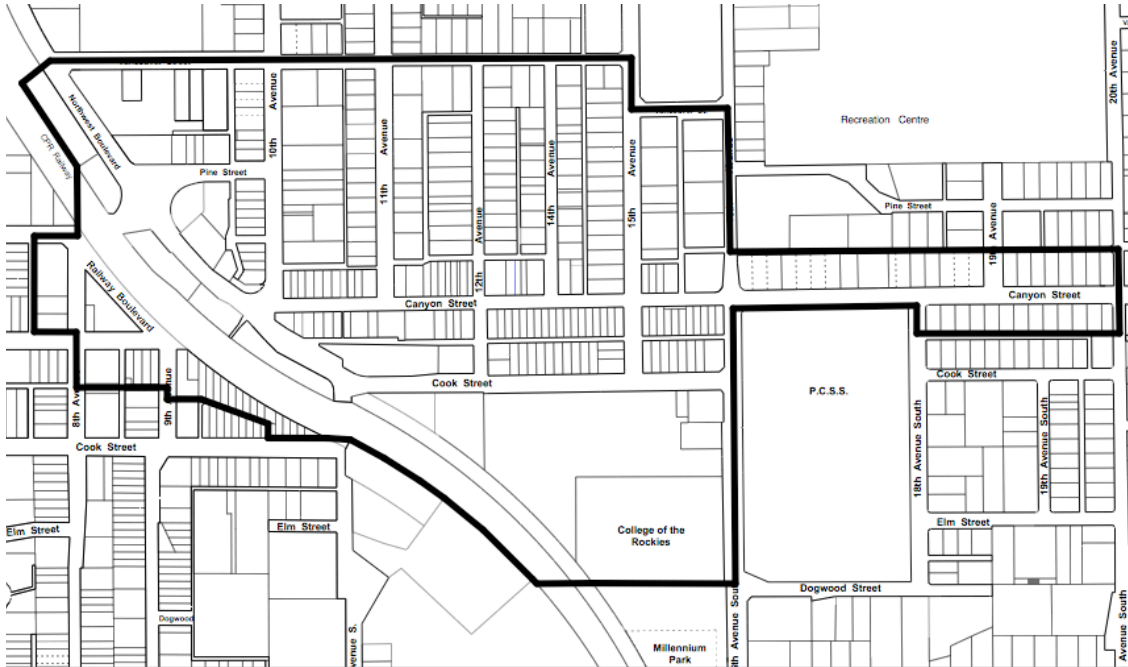 20th Avenue
Recreation Centre
10th Avenue
Northwest Boulevard
CPR Railway
11th Avenue
14th Avenue
15th Avenue
Pine Street
Pine Street
12th Avenue
19th Avenue
Railway Boulevard
Canyon Street
Canyon Street
Cook Street
Cook Street
P.C.S.S.
8th
9th Avenue
Cook Street
18th Avenue South
19th Avenue South
Elm Street
Elm Street
Elm Street
College of the
Rockies
Dogwood Street
Dogwood
Avenue
Avenue S.
Millennium
Park
Avenue South